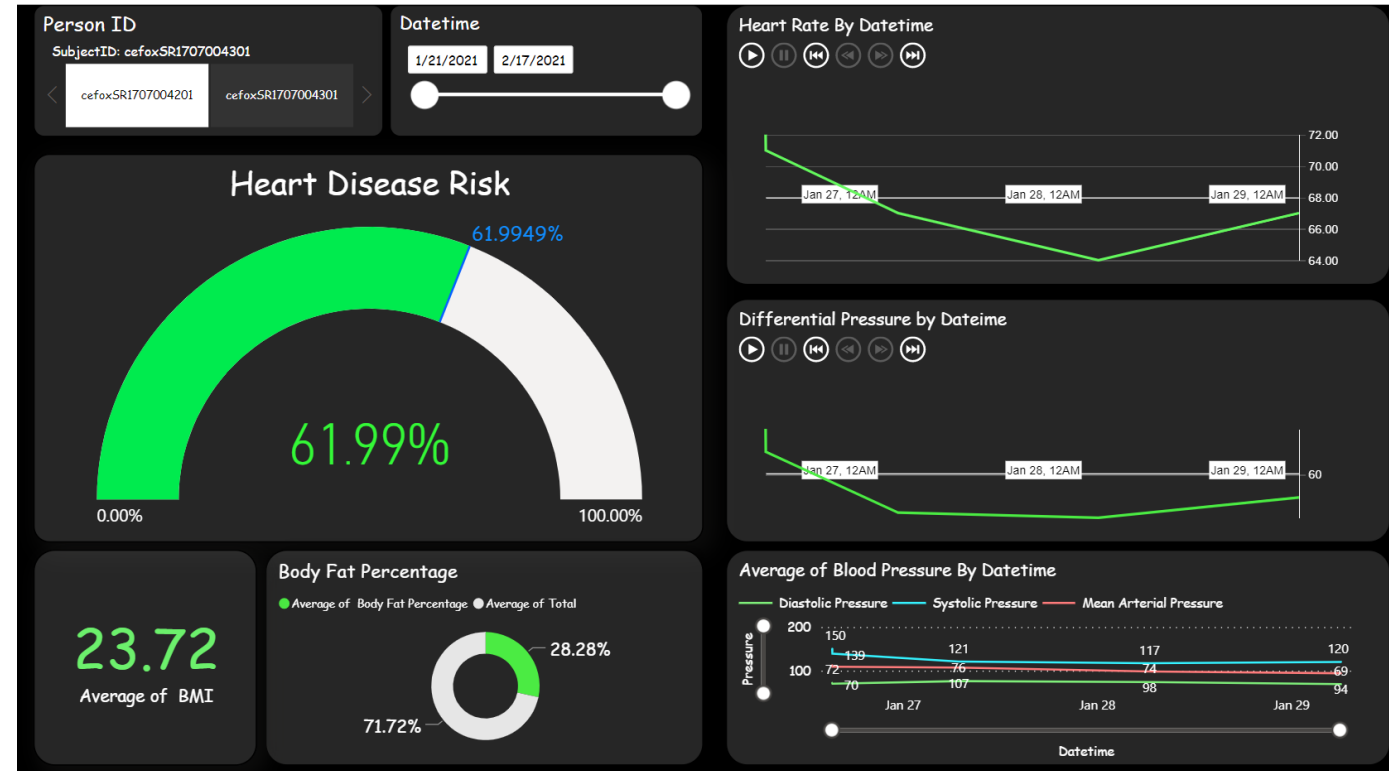 Person ID
SubjectID: cefoxSR1707004301
cefoxSR1707004201
cefoxSR1707004301
Datetime
1/21/2021
2/17/2021
Heart Disease Risk
61.9949%
61.99%
0.00%
100.00%
23.72
Average of BMI
Body Fat Percentage
Average of Body Fat Percentage
Average of Total
28.28%
71.72%
Heart Rate By Datetime
72.00
70.00
68.00
66.00
64.00
Jan 27, 12AM
Jan 28, 12AM
Jan 29, 12AM
Differential Pressure by Dateime
Jan 27, 12AM
Jan 28, 12AM
Jan 29, 12AM
60
Average of Blood Pressure By Datetime
Diastolic Pressure
Systolic Pressure
Mean Arterial Pressure
Pressure
200
100
150
139
121
117
120
72
76
74
69
70
107
98
94
Jan 27
Jan 28
Jan 29
Datetime